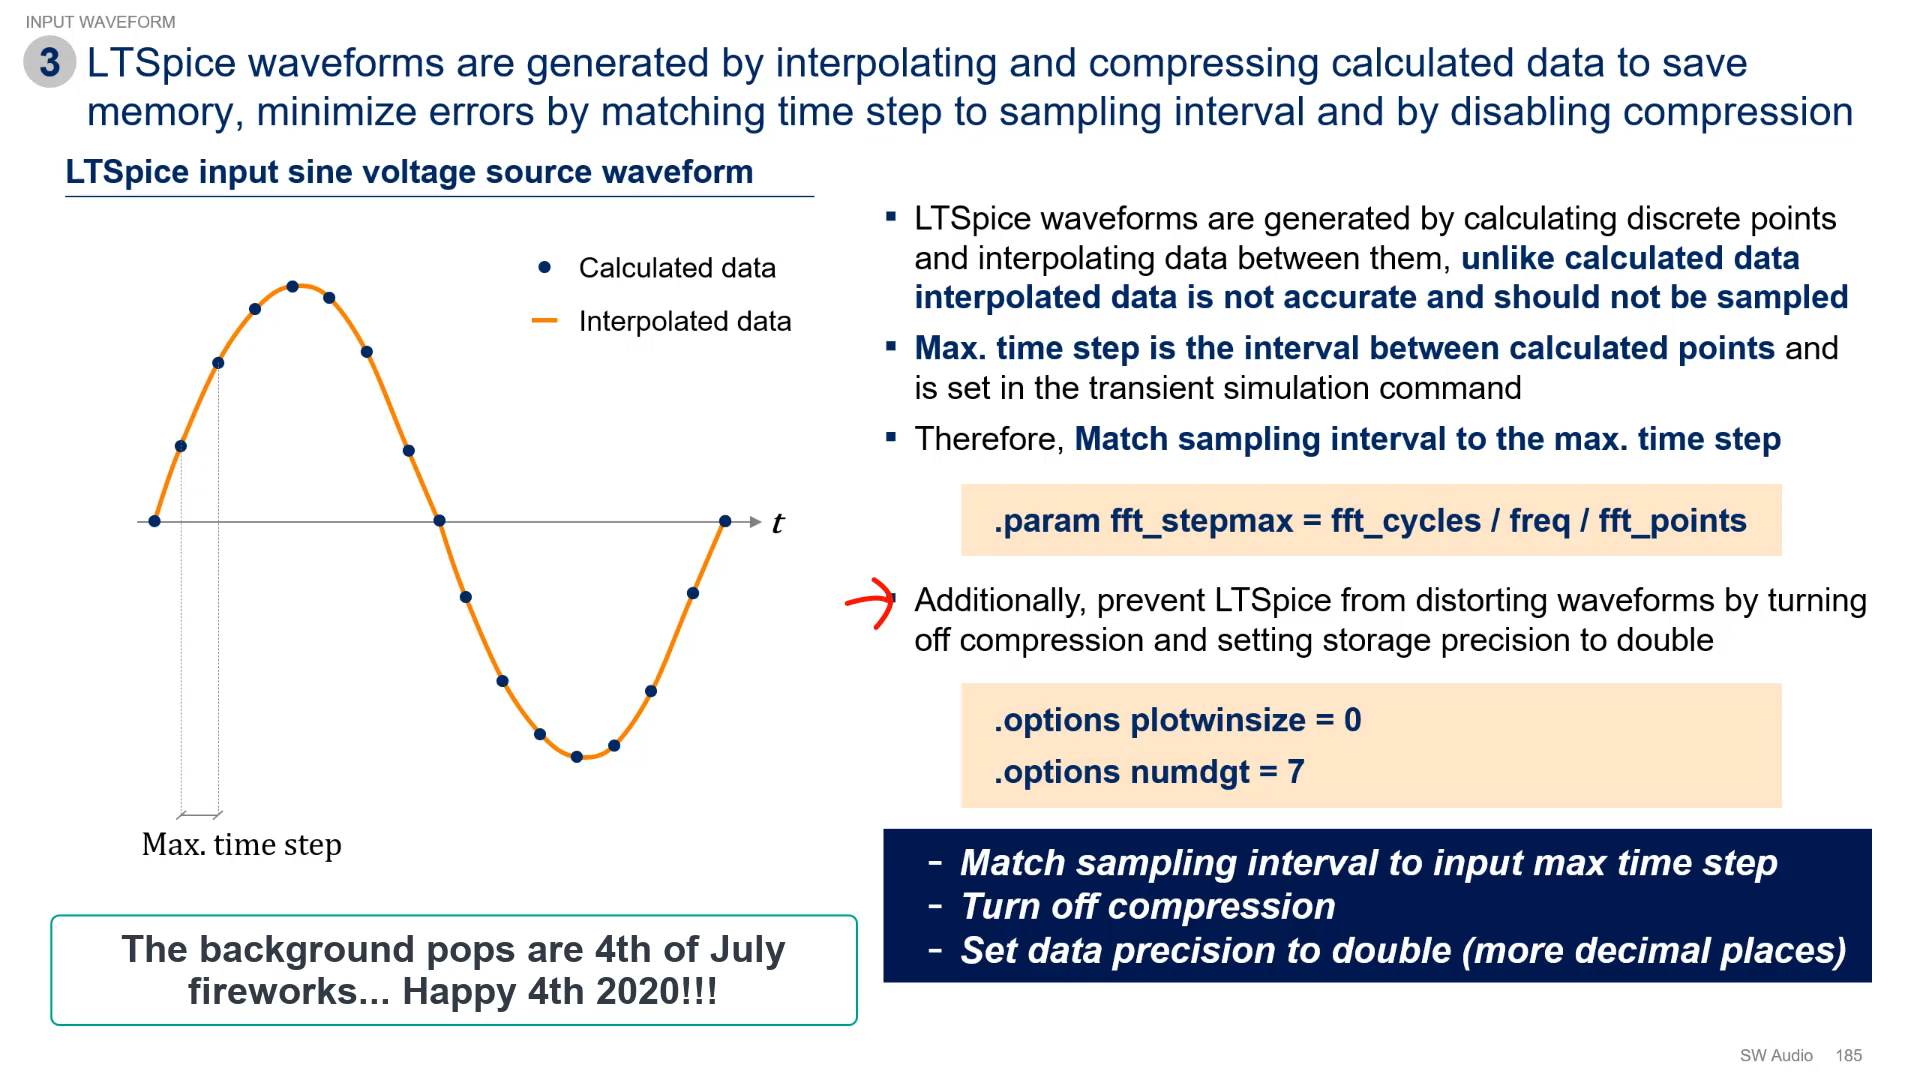 INPUT WAVEFORM
3 LTSpice waveforms are generated by interpolating and compressing calculated data to save
memory, minimize errors by matching time step to sampling interval and by disabling compression
LTSpice input sine voltage source waveform
Calculated data
Interpolated data
t
Max. time step
The background pops are 4th of July
fireworks... Happy 4th 2020!!!
▪ LTSpice waveforms are generated by calculating discrete points
and interpolating data between them, unlike calculated data
interpolated data is not accurate and should not be sampled
▪ Max. time step is the interval between calculated points and
is set in the transient simulation command
▪ Therefore, Match sampling interval to the max. time step
.param fft_stepmax = fft_cycles / freq / fft_points
▪ Additionally, prevent LTSpice from distorting waveforms by turning
off compression and setting storage precision to double
.options plotwinsize = 0
.options numdgt = 7
- Match sampling interval to input max time step
- Turn off compression
- Set data precision to double (more decimal places)
SW Audio 185